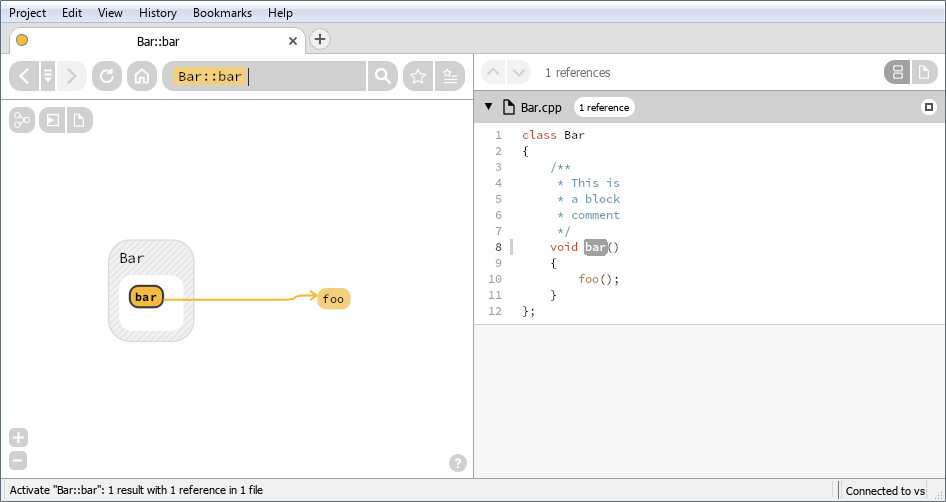 Project Edit View History Bookmarks Help
Bar::bar
Bar::bar
1 references
Bar.cpp 1 reference
1 class Bar
2 {
3     /**
4      * This is
5      * a block
6      * comment
7      */
8     void bar()
9     {
10         foo();
11     }
12 };
Bar
bar
foo
?
Activate "Bar::bar": 1 result with 1 reference in 1 file
Connected to vs